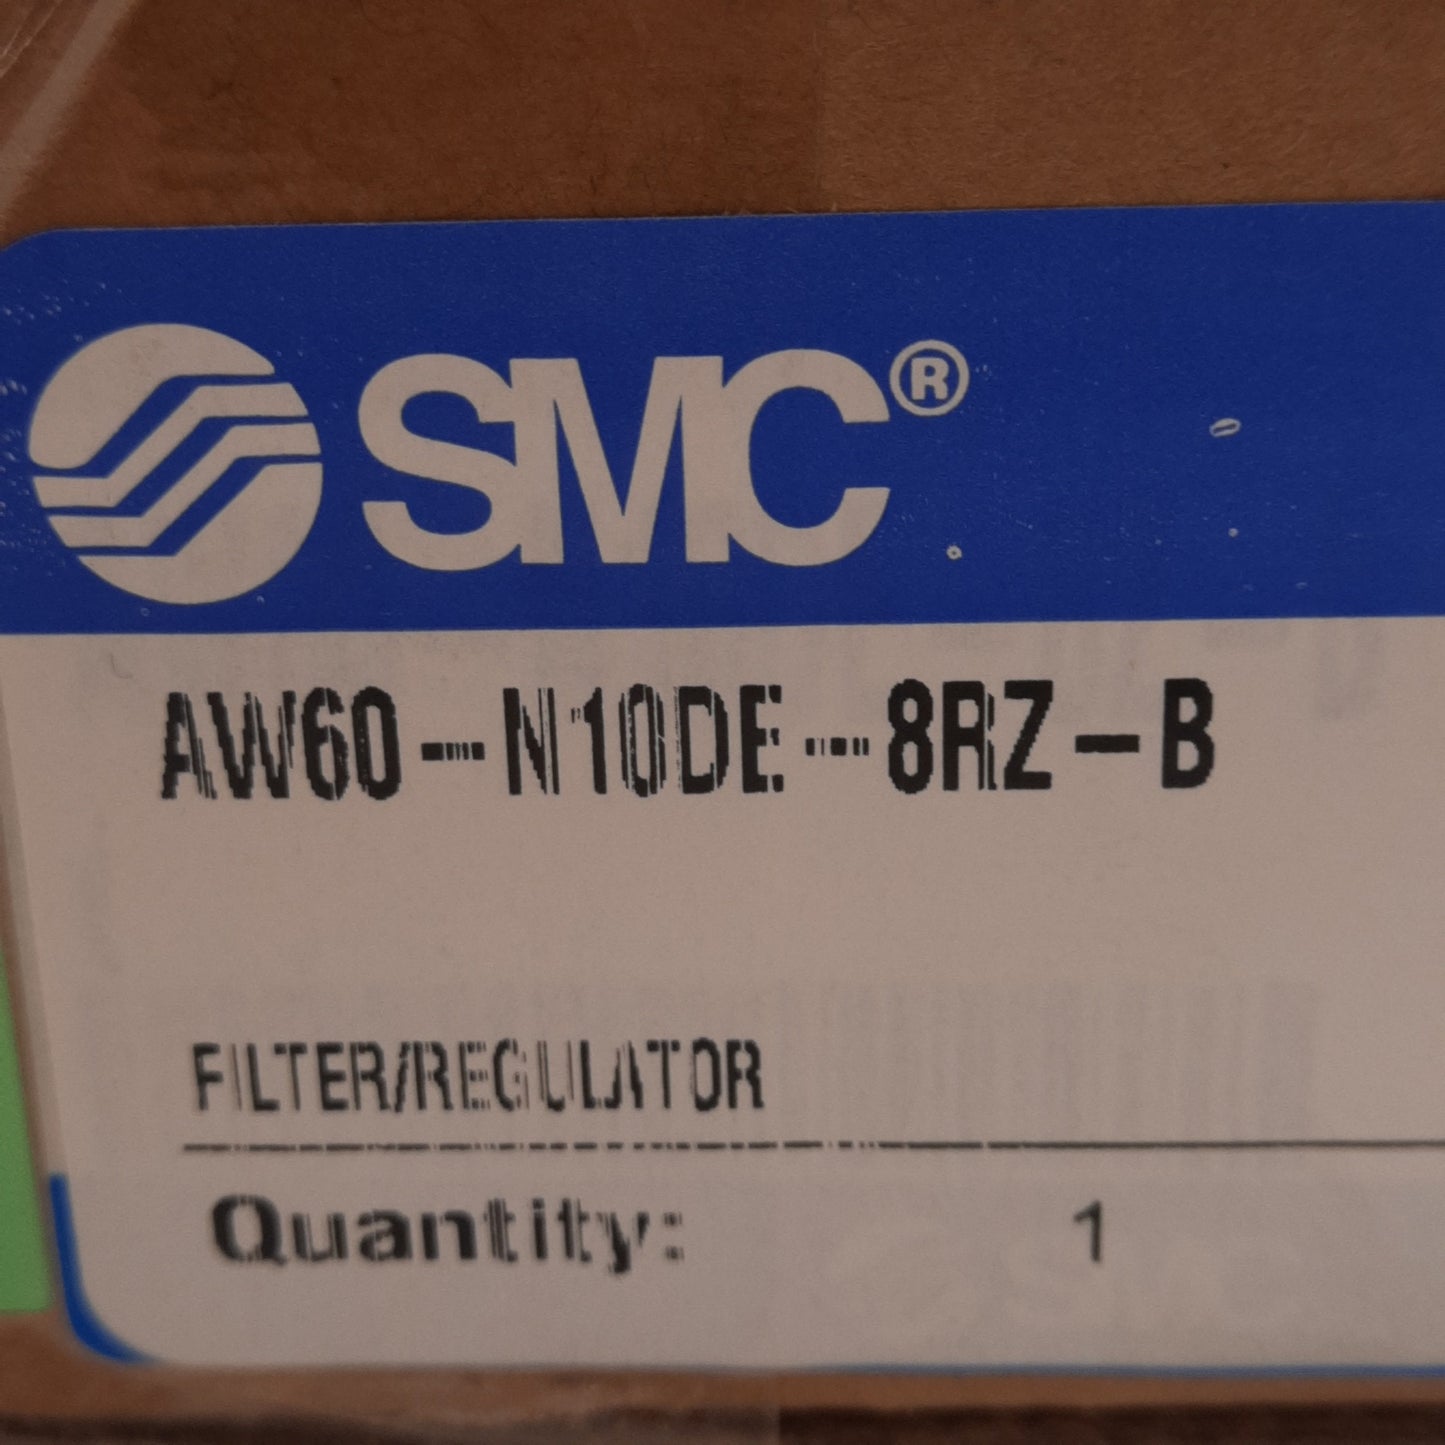 SMC®
AW60-N10DE-8RZ-B
FILTER/REGULATOR
Quantity: 1